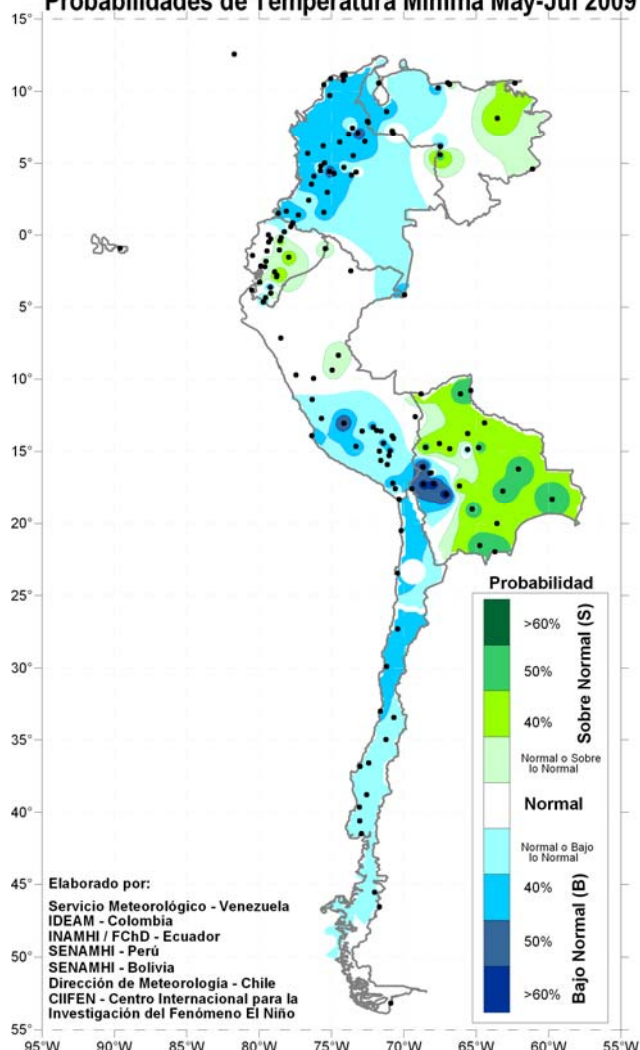 Probabilidades de Temperatura Mínima May-Jul 2009
15°
10°
5°
0°
5°
10°
15°
20°
25°
30°
35°
40°
45°
50°
55°
95°W
90°W
85°W
80°W
75°W
70°W
65°W
60°W
55°W
Probabilidad
>60%
50%
40%
Sobre Normal (S)
Normal o Sobre
lo Normal
Normal
Normal o Bajo
lo Normal
40%
50%
>60%
Bajo Normal (B)
Elaborado por:
Servicio Meteorológico - Venezuela
IDEAM - Colombia
INAMHI / FChD - Ecuador
SENAMHI - Perú
SENAMHI - Bolivia
Dirección de Meteorología - Chile
CIIFEN - Centro Internacional para la
Investigación del Fenómeno El Niño